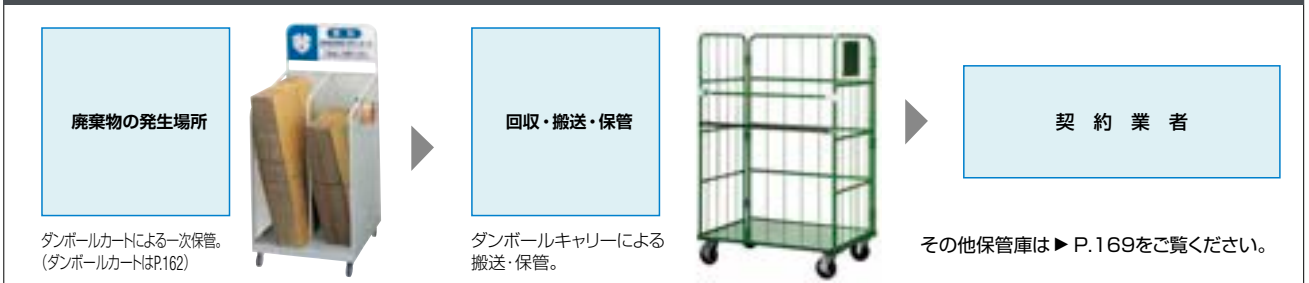 廃棄物の発生場所
ダンボールカートによる一次保管。
(ダンボールカートはP.162)
回収・搬送・保管
ダンボールキャリーによる
搬送・保管。
契約業者
その他保管庫は▶P.169をご覧ください。